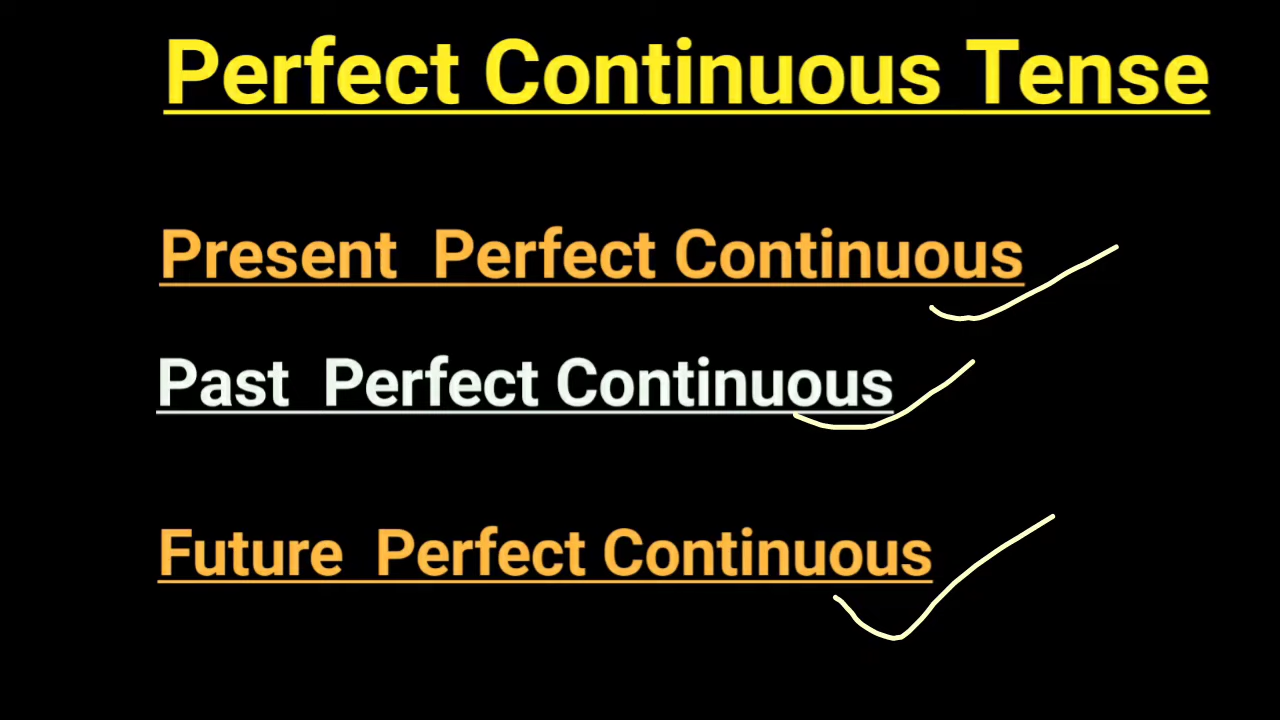 Perfect Continuous Tense
Present Perfect Continuous
Past Perfect Continuous
Future Perfect Continuous